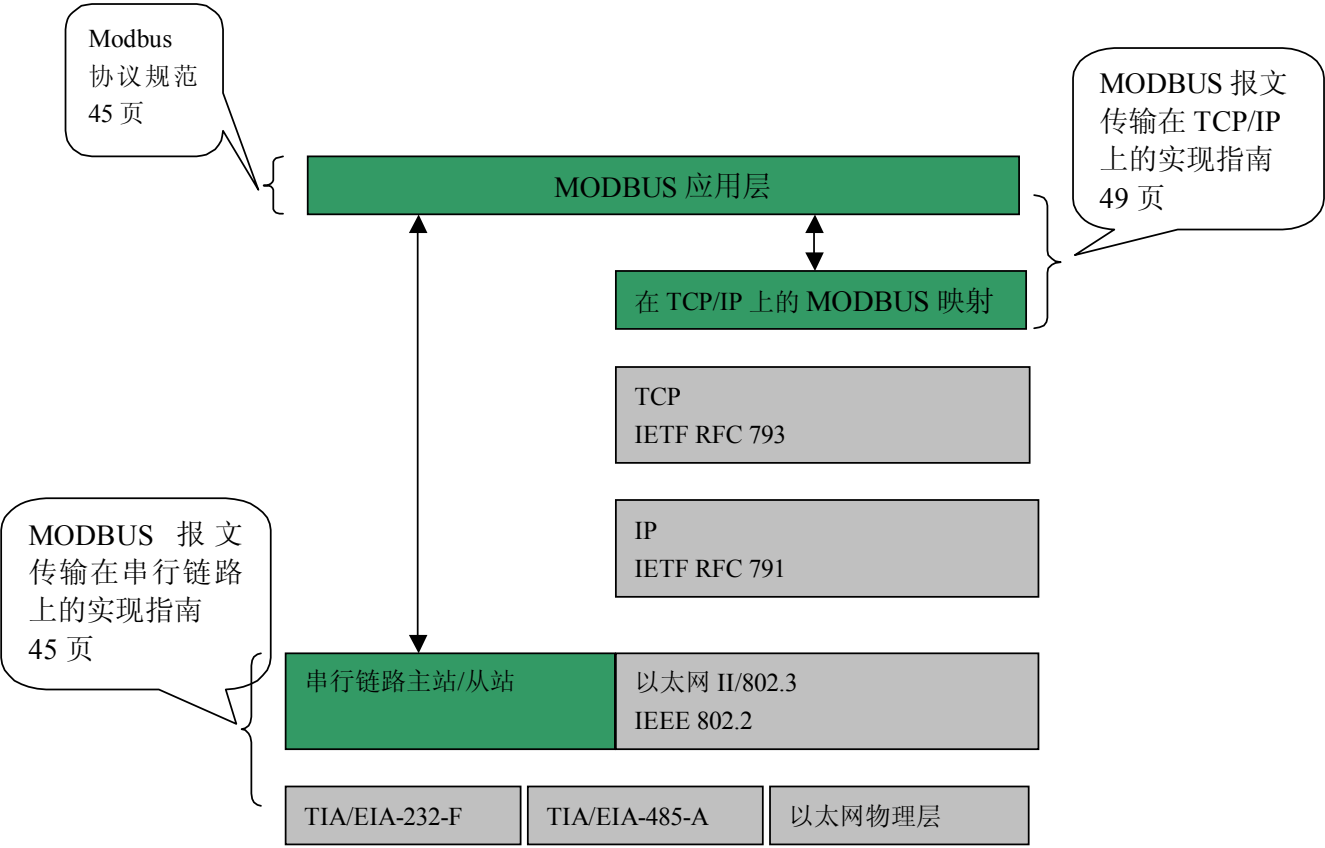 Modbus
协议规范
45 页
MODBUS 报文
传输在 TCP/IP
上的实现指南
49 页
MODBUS 应用层
在 TCP/IP 上的 MODBUS 映射
TCP
IETF RFC 793
IP
IETF RFC 791
MODBUS 报 文
传输在串行链路
上的实现指南
45 页
串行链路主站/从站
以太网 II/802.3
IEEE 802.2
TIA/EIA-232-F
TIA/EIA-485-A
以太网物理层